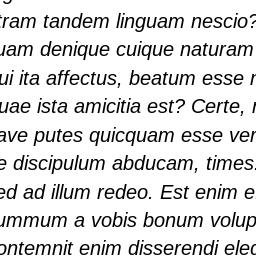 tram tandem linguam nescio?
uam denique cuique naturam
ui ita affectus, beatum esse
uae ista amicitia est? Certe,
ave putes quicquam esse ver
e discipulum abducam, times.
ed ad illum redeo. Est enim e
ummum a vobis bonum volup
ontemnit enim disserendi ele